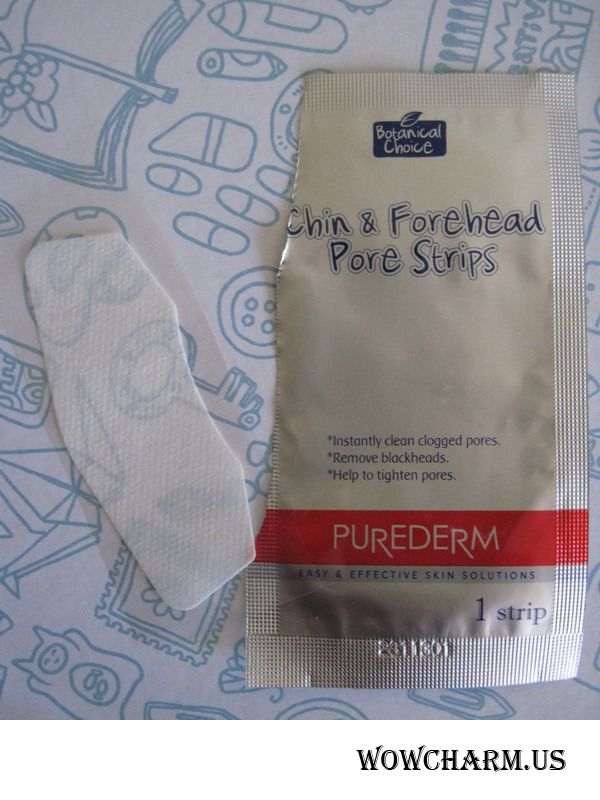 Botanical
Choice
Chin & Forehead
Pore Strips
*Instantly clean clogged pores.
*Remove blackheads.
*Help to tighten pores.
PUREDERM
EASY & EFFECTIVE SKIN SOLUTIONS
1 strip
WOWCHARM.US